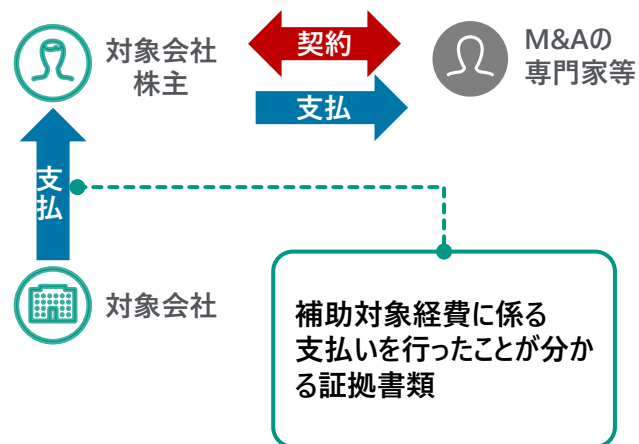 対象会社
株主
契約
支払
M&Aの
専門家等
支払
対象会社
補助対象経費に係る
支払いを行ったことが分か
る証拠書類